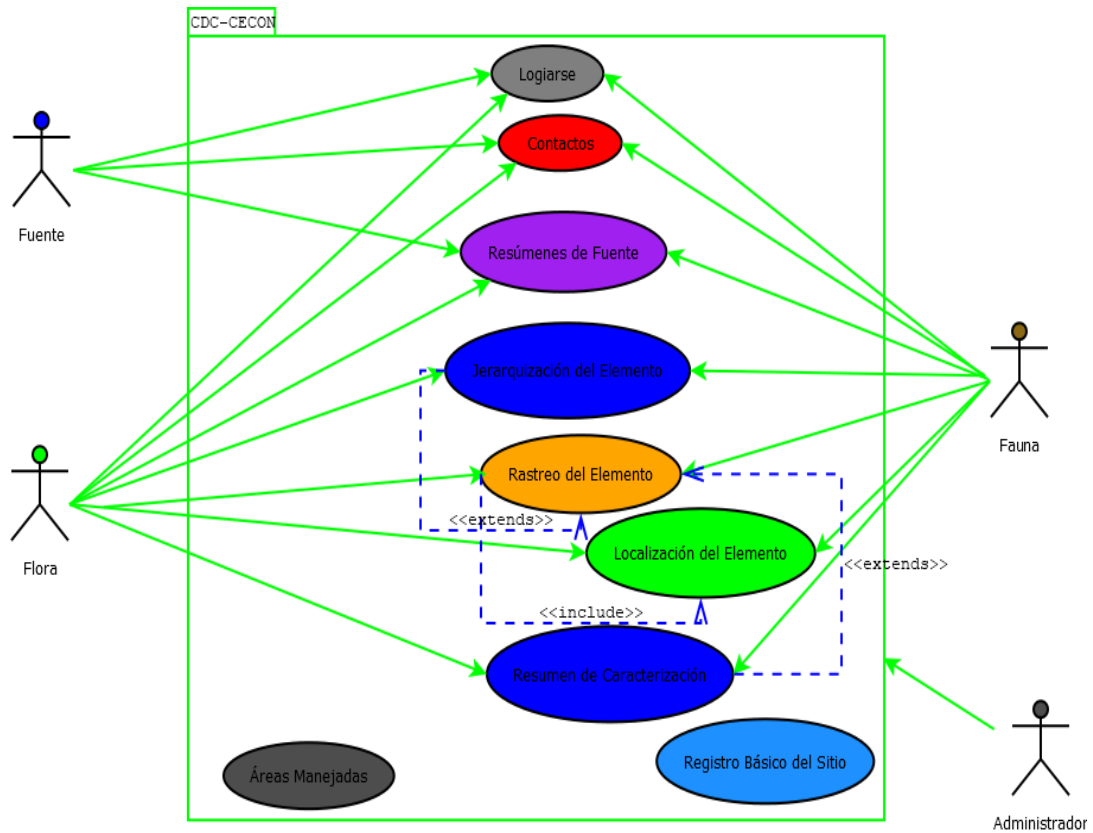 CDC-CECON
Logiarse
Contactos
Fuente
Resúmenes de Fuente
Jerarquización del Elemento
Fauna
Rastreo del Elemento
<<extends>>
Localización del Elemento
Flora
<<extends>>
<<include>>
Resumen de Caracterización
Registro Básico del Sitio
Áreas Manejadas
Administrador